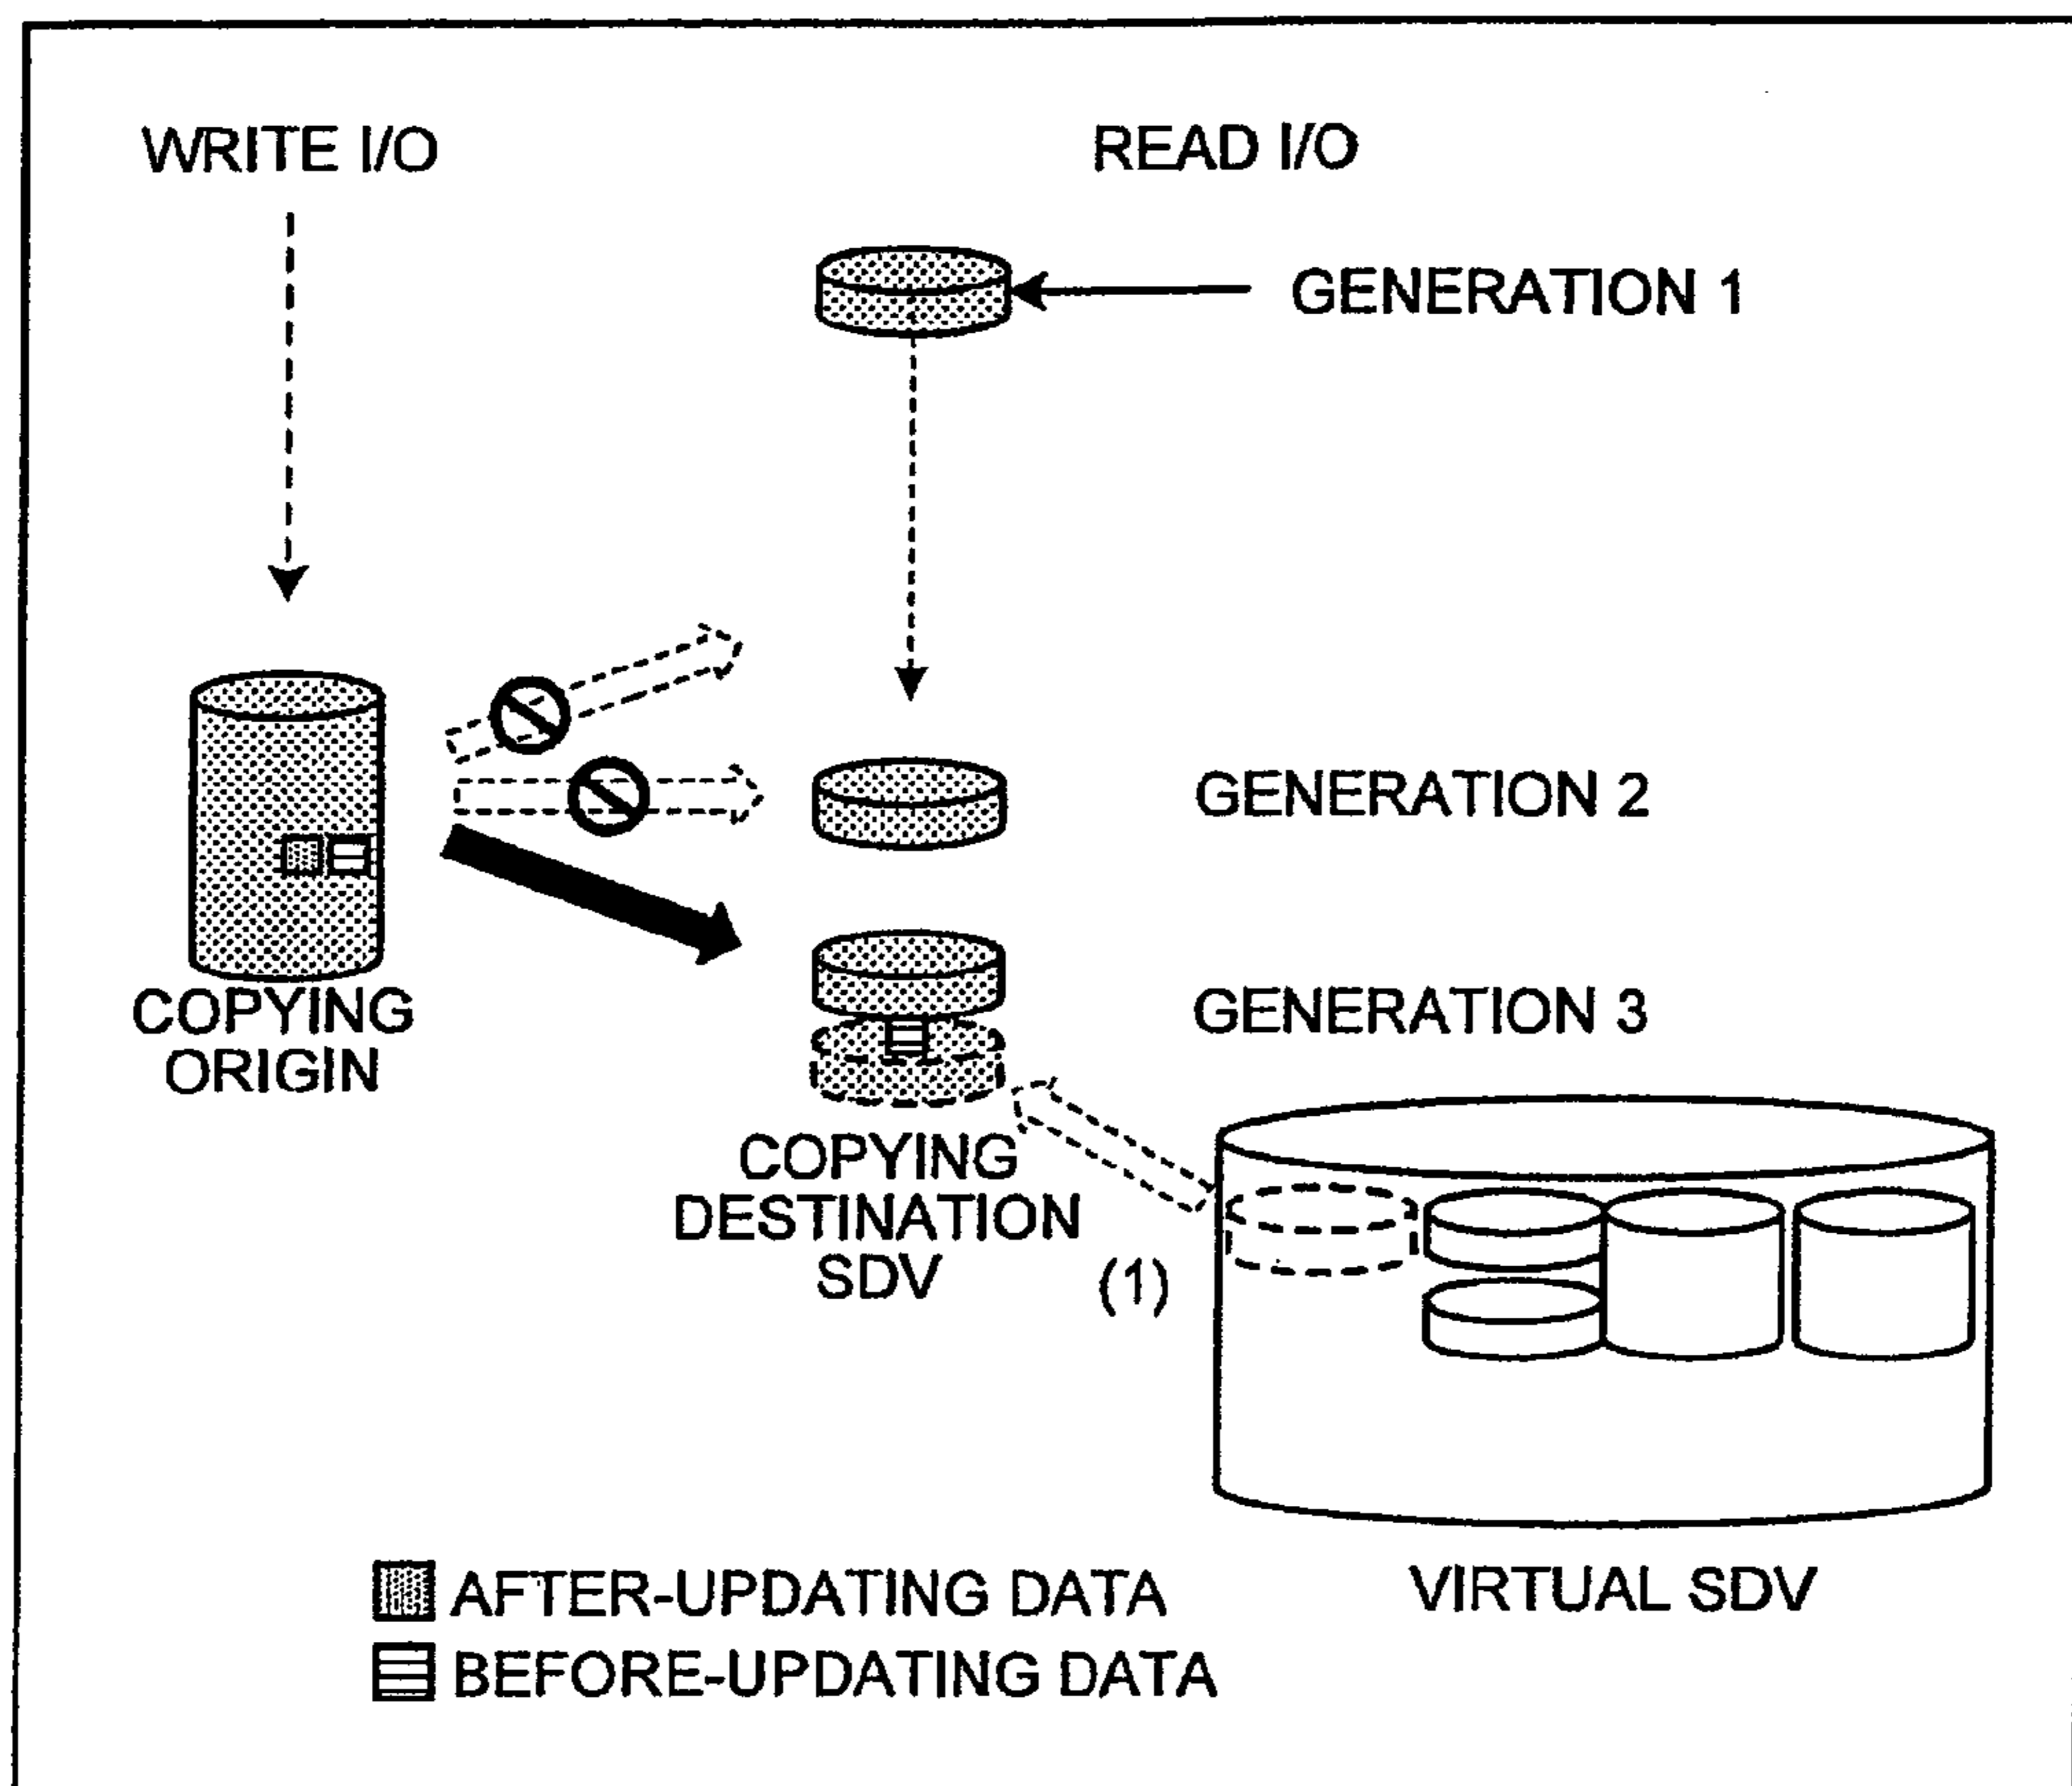 WRITE I/O
READ I/O
GENERATION 1
GENERATION 2
GENERATION 3
COPYING
ORIGIN
COPYING
DESTINATION
SDV
(1)
VIRTUAL SDV
AFTER-UPDATING DATA
BEFORE-UPDATING DATA